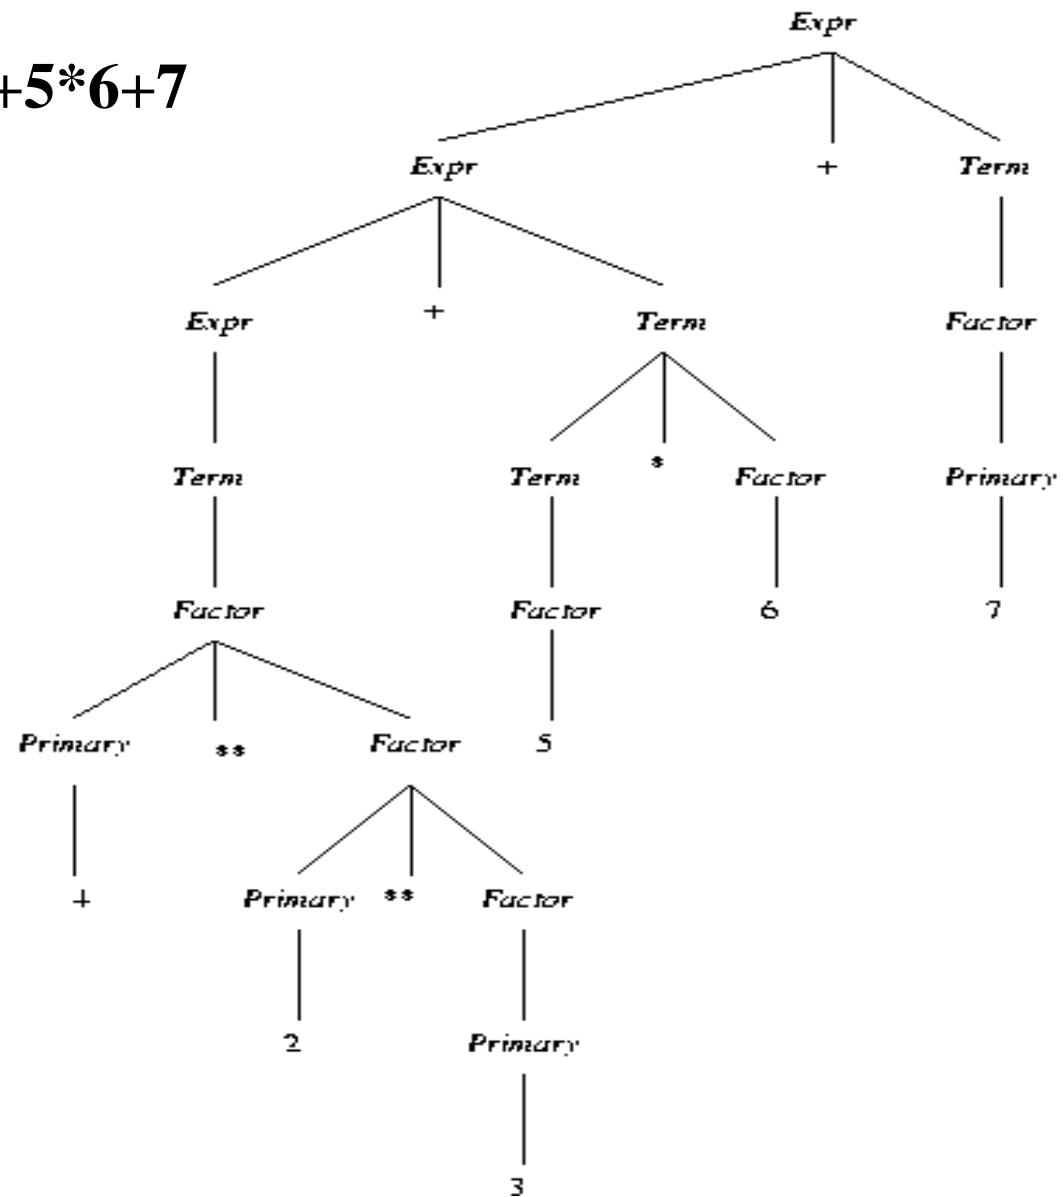 Expr
+5*6+7
Expr + Term
Expr + Term Factor
Term Term * Factor Primary
Factor Factor 6 7
Primary ** Factor 5
+ Primary ** Factor
2 Primary
3